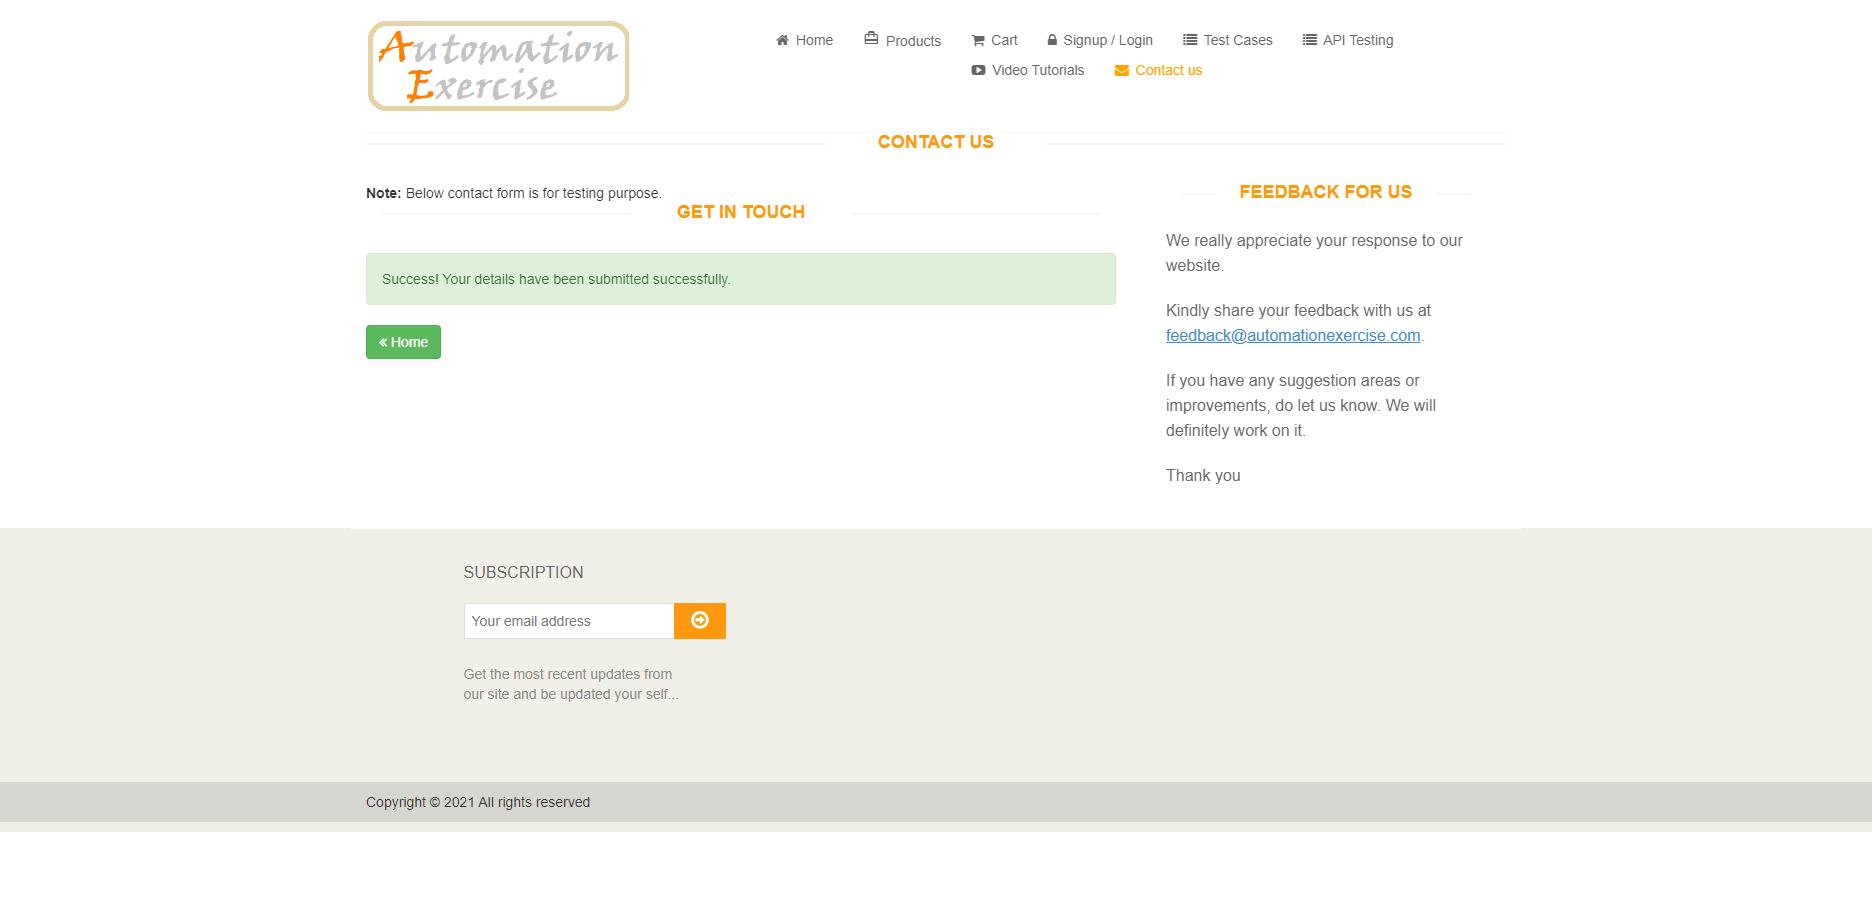 Automation
Exercise
Home
Products
Cart
Signup / Login
Test Cases
API Testing
Video Tutorials
Contact us
CONTACT US
Note: Below contact form is for testing purpose.
GET IN TOUCH
Success! Your details have been submitted successfully.
« Home
FEEDBACK FOR US
We really appreciate your response to our
website.
Kindly share your feedback with us at
feedback@automationexercise.com.
If you have any suggestion areas or
improvements, do let us know. We will
definitely work on it.
Thank you
SUBSCRIPTION
Your email address
Get the most recent updates from
our site and be updated your self...
Copyright © 2021 All rights reserved